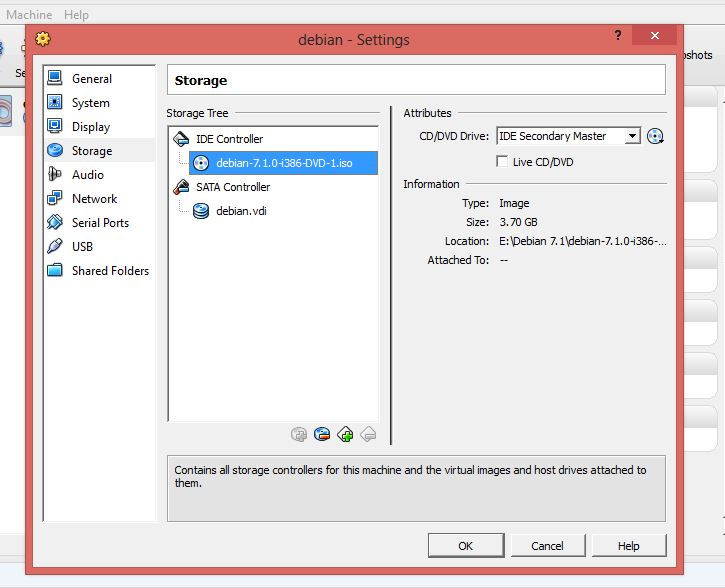 Machine Help
debian - Settings
?
Se
pshots
General
System
Display
Storage
Audio
Network
Serial Ports
USB
Shared Folders
Storage
Storage Tree
IDE Controller
debian-7.1.0-i386-DVD-1.iso
SATA Controller
debian.vdi
Attributes
CD/DVD Drive: IDE Secondary Master
Live CD/DVD
Information
Type: Image
Size: 3.70 GB
Location: E:\Debian 7.1\debian-7.1.0-i386-...
Attached To: --
Contains all storage controllers for this machine and the virtual images and host drives attached to
them.
OK Cancel Help